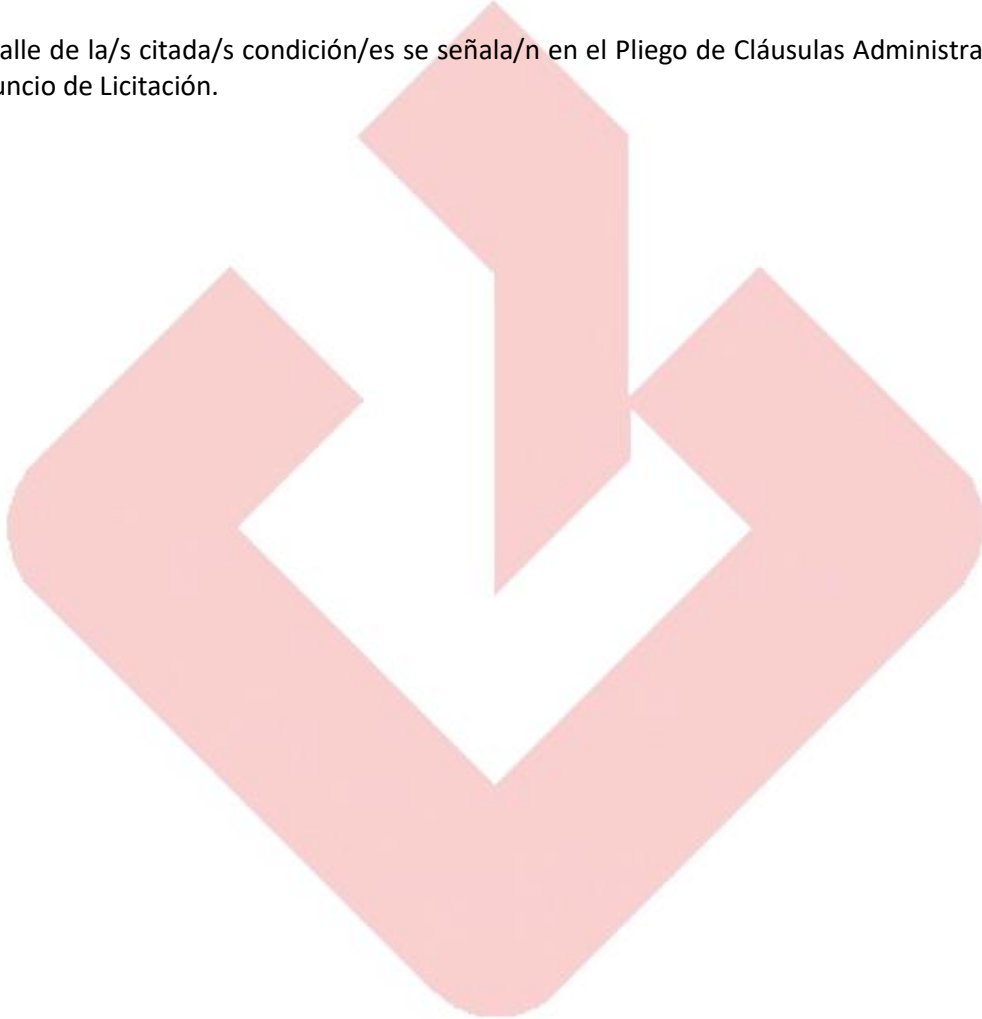 alle de la/s citada/s condición/es se señala/n en el Pliego de Cláusulas Administra
uncio de Licitación.